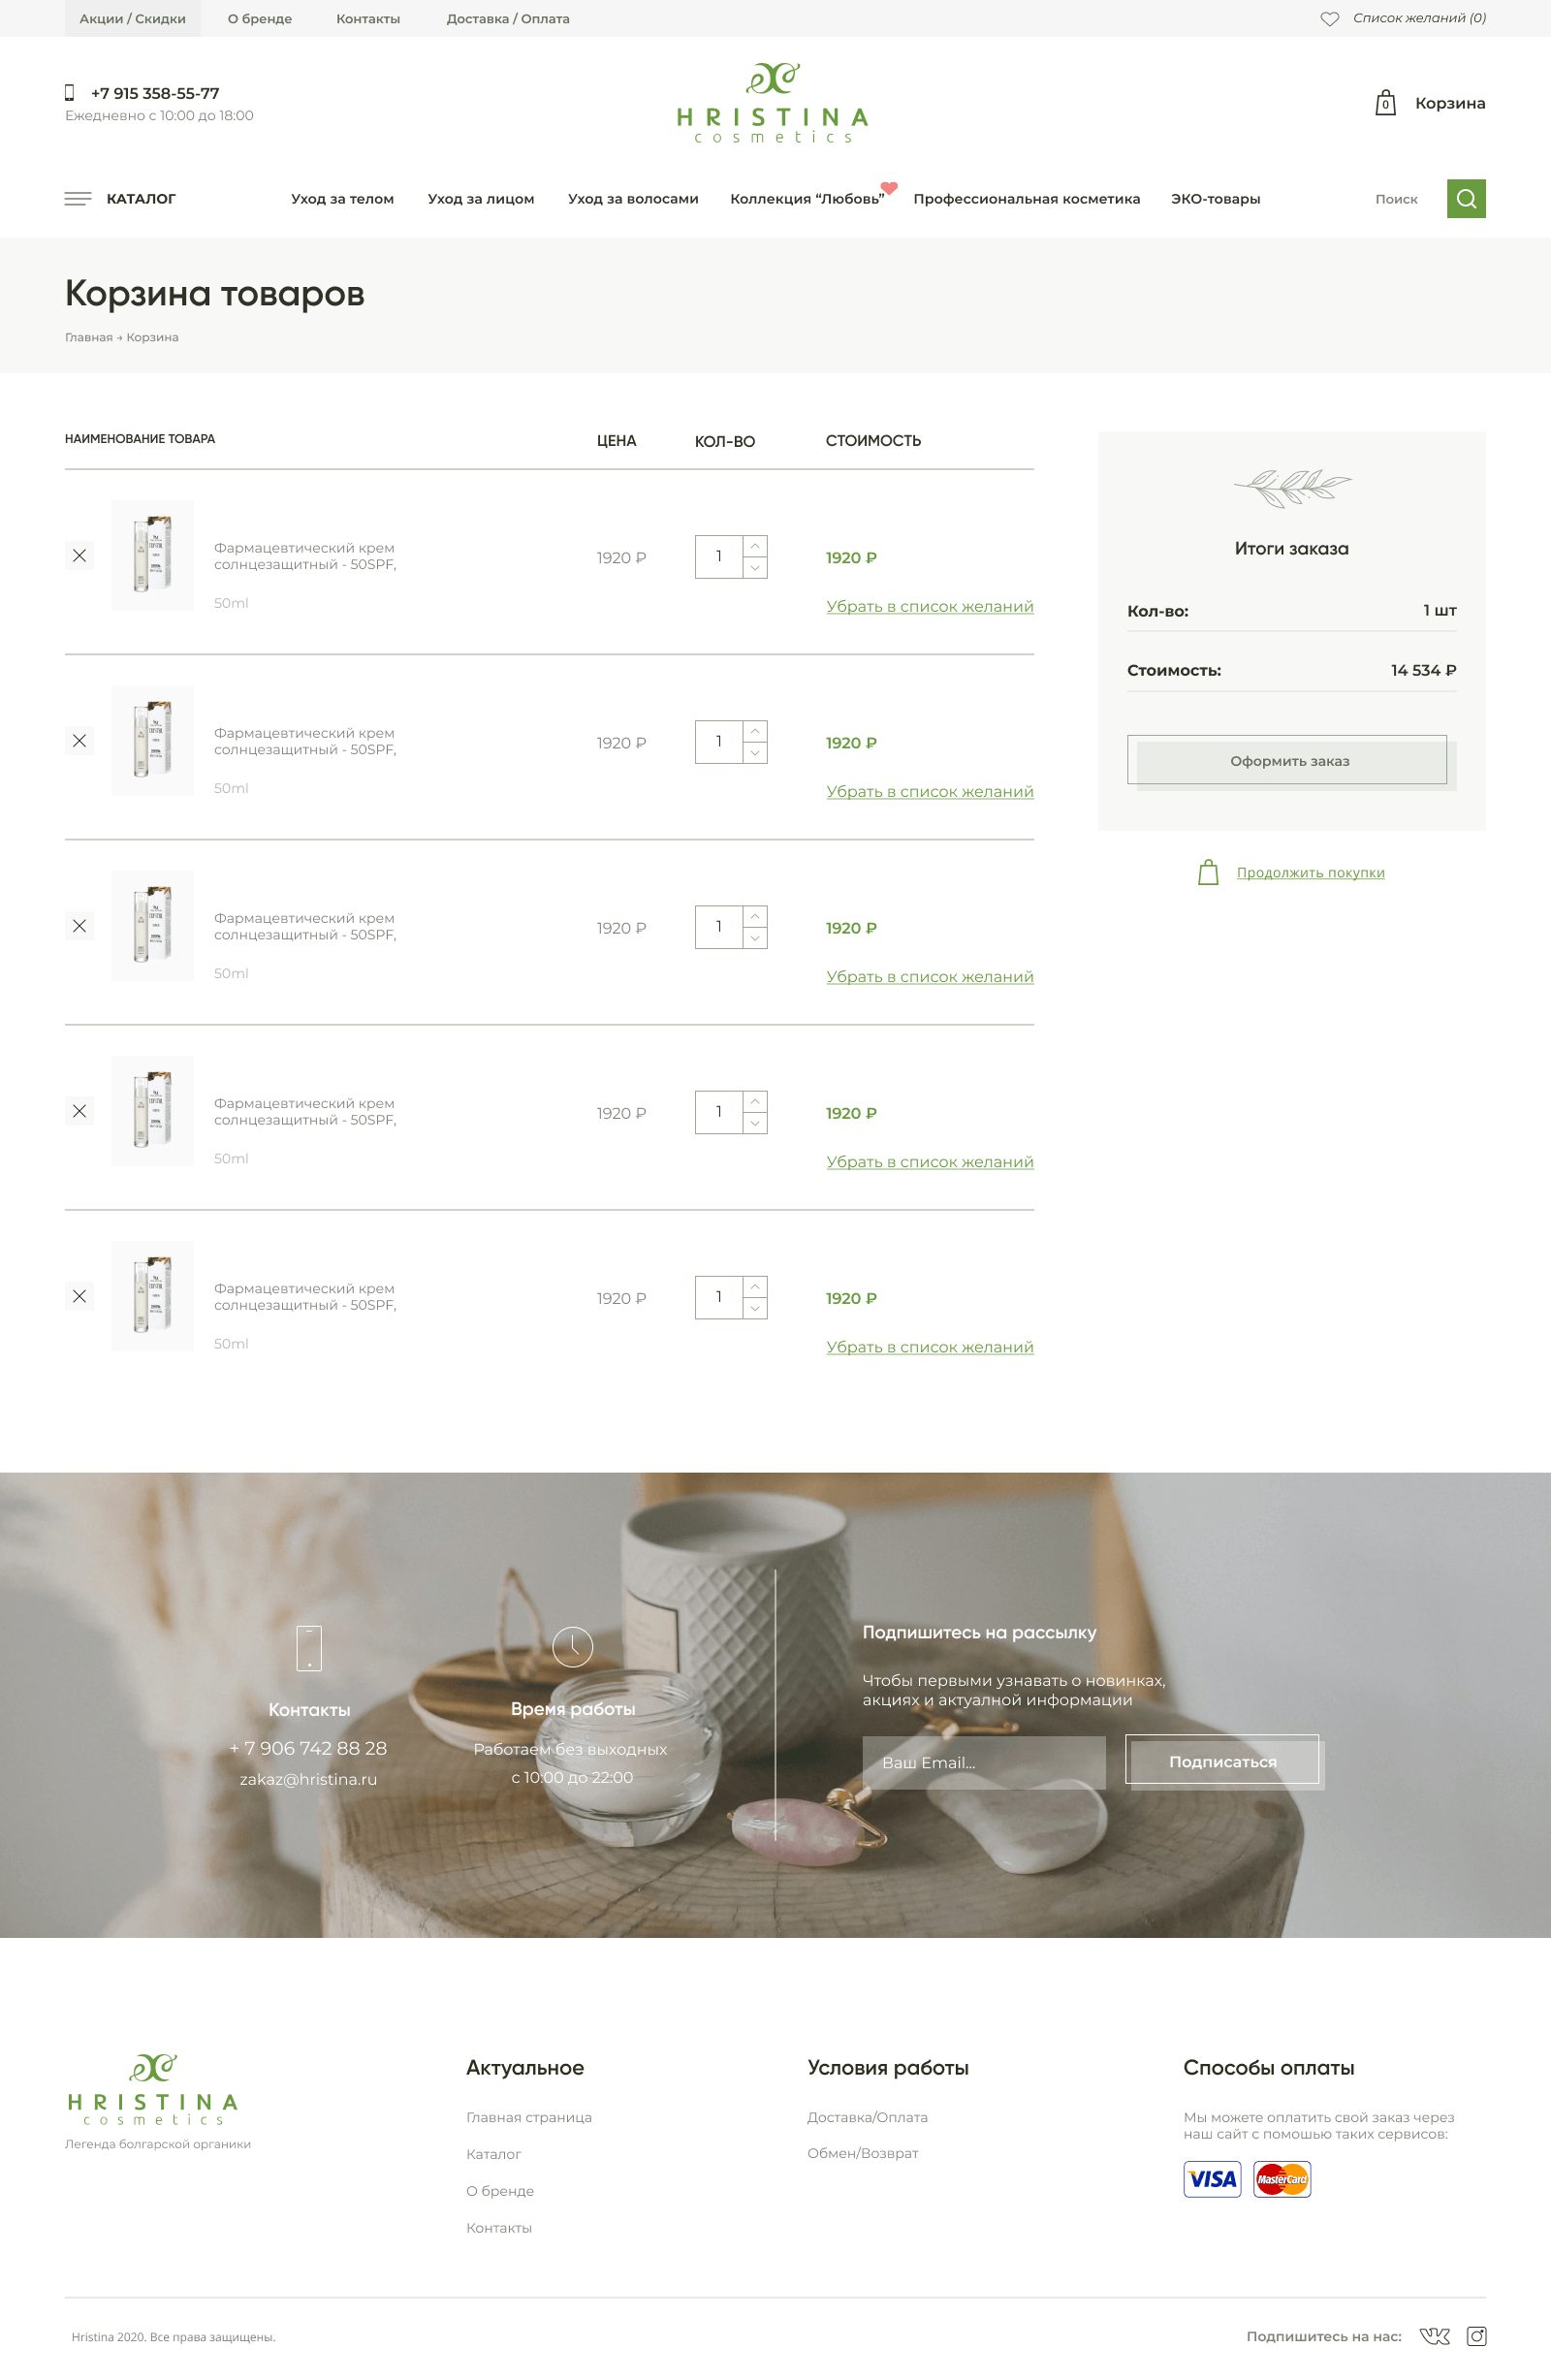 Акции / Скидки
О бренде
Контакты
Доставка / Оплата
Список желаний (0)
+7 915 358-55-77
Ежедневно с 10:00 до 18:00
HRISTINA
cosmetics
0
Корзина
КАТАЛОГ
Уход за телом
Уход за лицом
Уход за волосами
Коллекция “Любовь”
Профессиональная косметика
ЭКО-товары
Поиск
Корзина товаров
Главная → Корзина
НАИМЕНОВАНИЕ ТОВАРА
ЦЕНА
КОЛ-ВО
СТОИМОСТЬ
Фармацевтический крем
солнцезащитный - 50SPF,
50ml
1920 ₽
1
1920 ₽
Убрать в список желаний
Фармацевтический крем
солнцезащитный - 50SPF,
50ml
1920 ₽
1
1920 ₽
Убрать в список желаний
Фармацевтический крем
солнцезащитный - 50SPF,
50ml
1920 ₽
1
1920 ₽
Убрать в список желаний
Фармацевтический крем
солнцезащитный - 50SPF,
50ml
1920 ₽
1
1920 ₽
Убрать в список желаний
Фармацевтический крем
солнцезащитный - 50SPF,
50ml
1920 ₽
1
1920 ₽
Убрать в список желаний
Итоги заказа
Кол-во:
1 шт
Стоимость:
14 534 ₽
Оформить заказ
Продолжить покупки
Контакты
+ 7 906 742 88 28
zakaz@hristina.ru
Время работы
Работаем без выходных
с 10:00 до 22:00
Подпишитесь на рассылку
Чтобы первыми узнавать о новинках,
акциях и актуалной информации
Ваш Email...
Подписаться
HRISTINA
cosmetics
Легенда болгарской органики
Актуальное
Главная страница
Каталог
О бренде
Контакты
Условия работы
Доставка/Оплата
Обмен/Возврат
Способы оплаты
Мы можете оплатить свой заказ через
наш сайт с помошью таких сервисов:
VISA
MasterCard
Hristina 2020. Все права защищены.
Подпишитесь на нас: